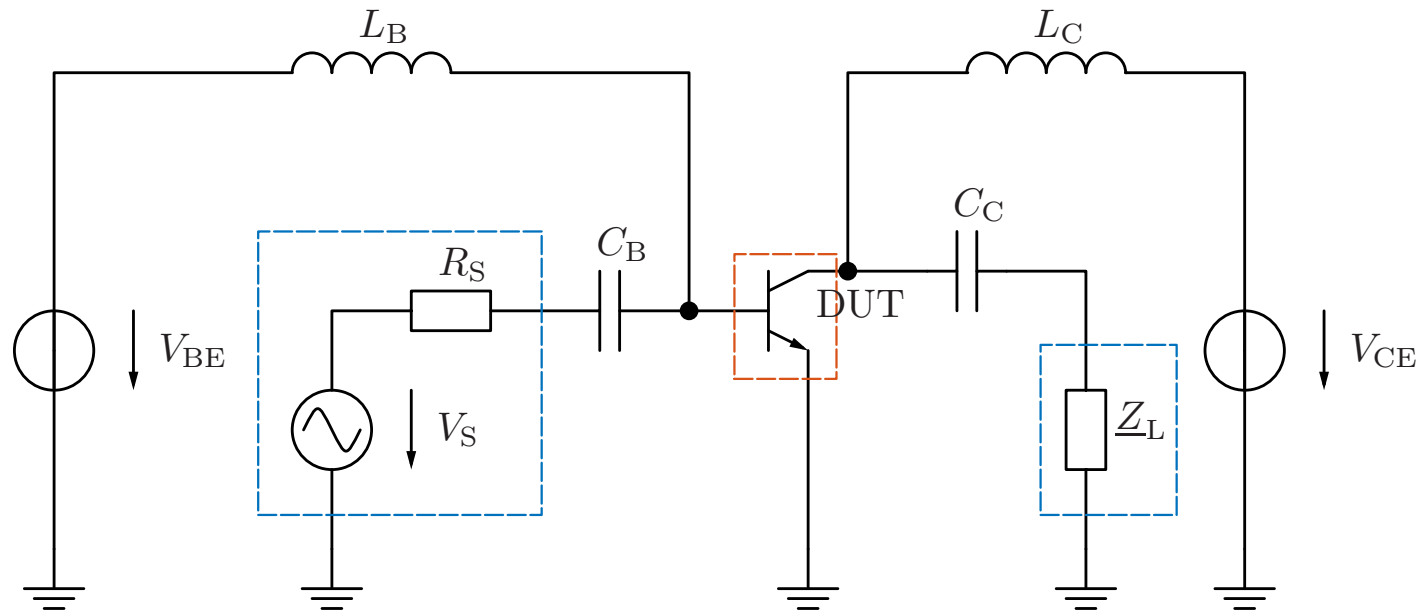 L_B
L_C
C_B
C_C
R_S
DUT
V_BE
V_CE
V_S
Z_L